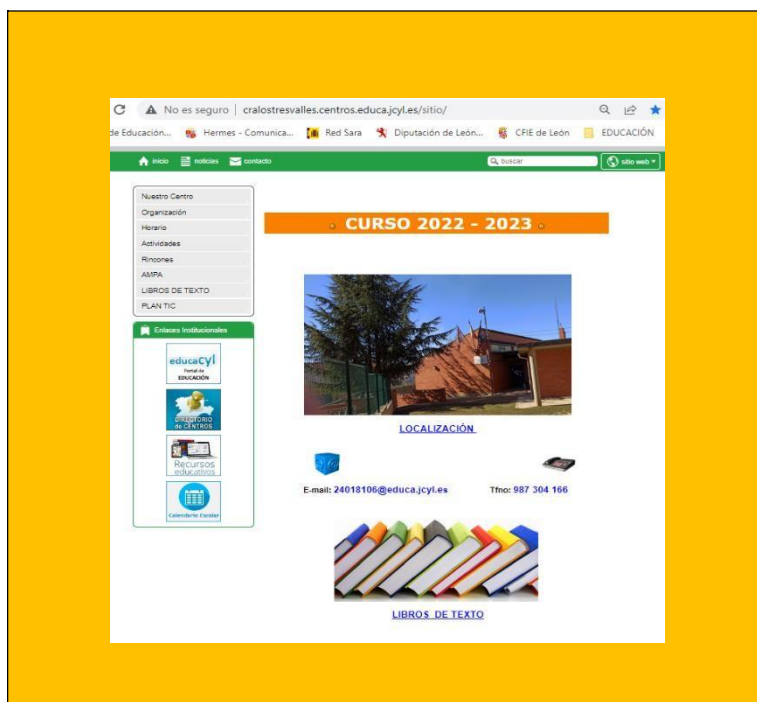 No es seguro | cralostresvalles.centros.educa.jcyl.es/sitio/
de Educación... Hermes - Comunica... Red Sara Diputación de León... CFIE de León EDUCACIÓN
inicio noticias contacto buscar sitio web
Nuestro Centro
Organización
Horario
Actividades
Rincones
AMPA
LIBROS DE TEXTO
PLAN TIC
Enlaces Institucionales
educacyl
Portal de
EDUCACIÓN
DIRECTORIO
de CENTROS
Recursos
educativos
Calendario Escolar
CURSO 2022 - 2023
LOCALIZACIÓN
E-mail: 24018106@educa.jcyl.es Tfno: 987 304 166
LIBROS DE TEXTO